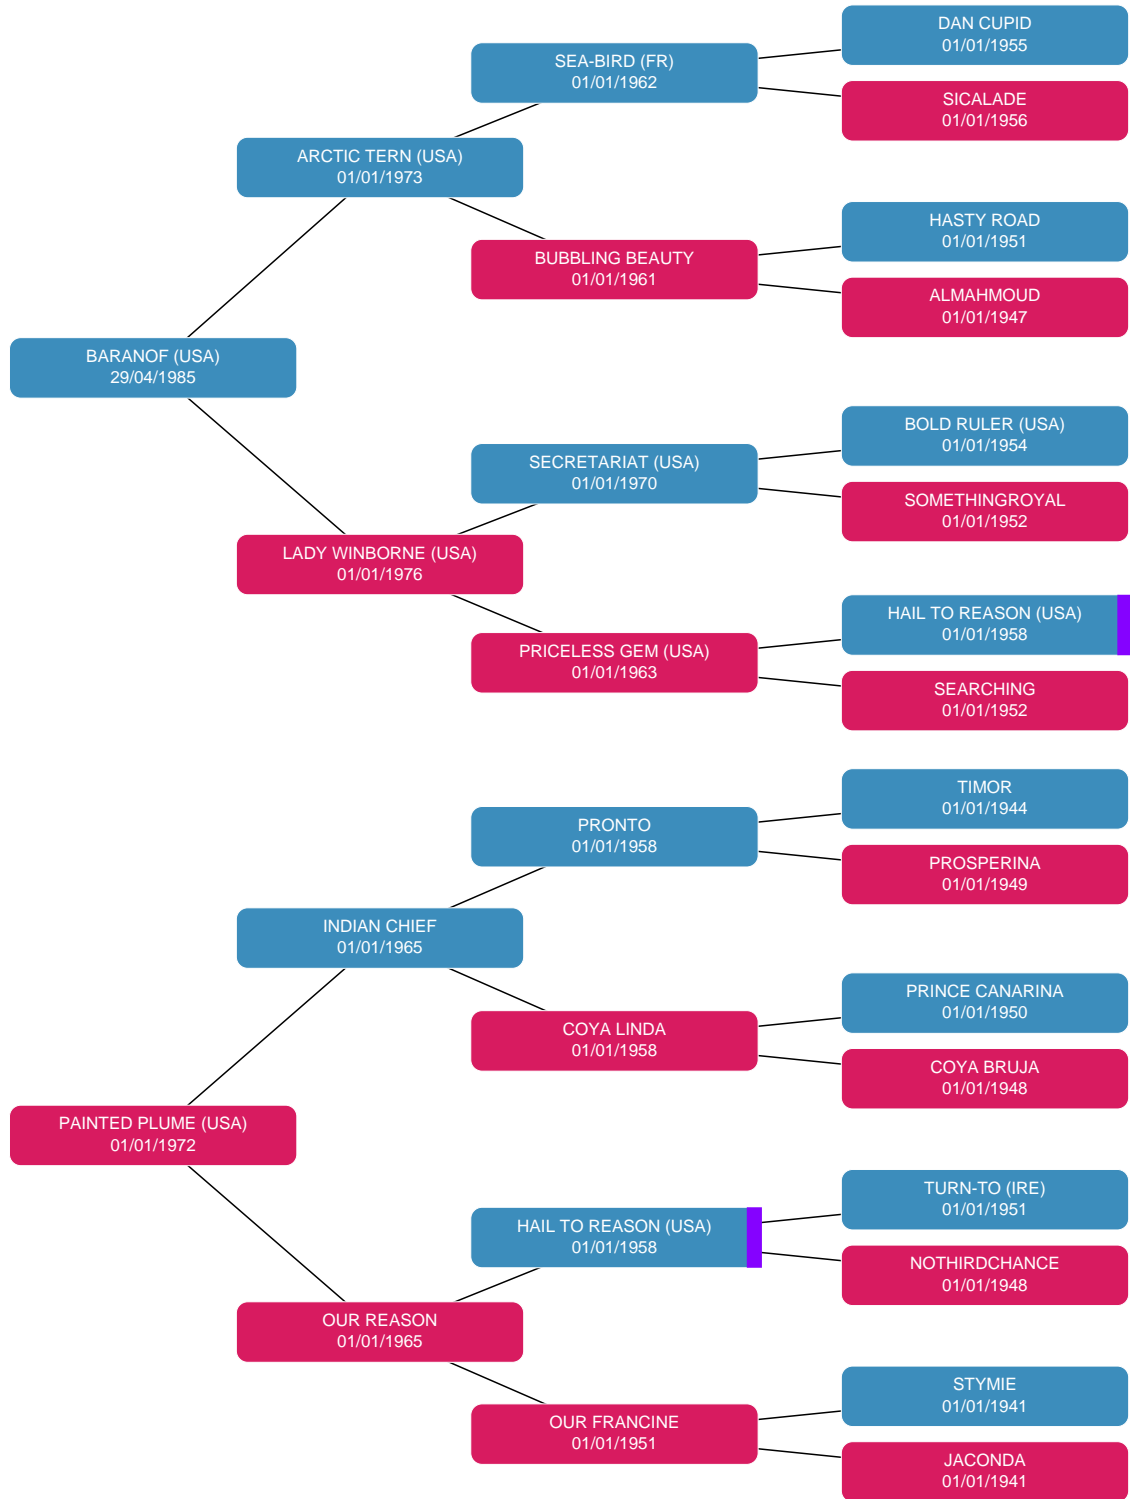 DAN CUPID
01/01/1955
SEA-BIRD (FR)
01/01/1962
SICALADE
01/01/1956
ARCTIC TERN (USA)
01/01/1973
HASTY ROAD
01/01/1951
BUBBLING BEAUTY
01/01/1961
ALMAHMOUD
01/01/1947
BARANOF (USA)
29/04/1985
BOLD RULER (USA)
01/01/1954
SECRETARIAT (USA)
01/01/1970
SOMETHINGROYAL
01/01/1952
LADY WINBORNE (USA)
01/01/1976
HAIL TO REASON (USA)
01/01/1958
PRICELESS GEM (USA)
01/01/1963
SEARCHING
01/01/1952
TIMOR
01/01/1944
PRONTO
01/01/1958
PROSPERINA
01/01/1949
INDIAN CHIEF
01/01/1965
PRINCE CANARINA
01/01/1950
COYA LINDA
01/01/1958
COYA BRUJA
01/01/1948
PAINTED PLUME (USA)
01/01/1972
TURN-TO (IRE)
01/01/1951
HAIL TO REASON (USA)
01/01/1958
NOTHIRDCHANCE
01/01/1948
OUR REASON
01/01/1965
STYMIE
01/01/1941
OUR FRANCINE
01/01/1951
JACONDA
01/01/1941